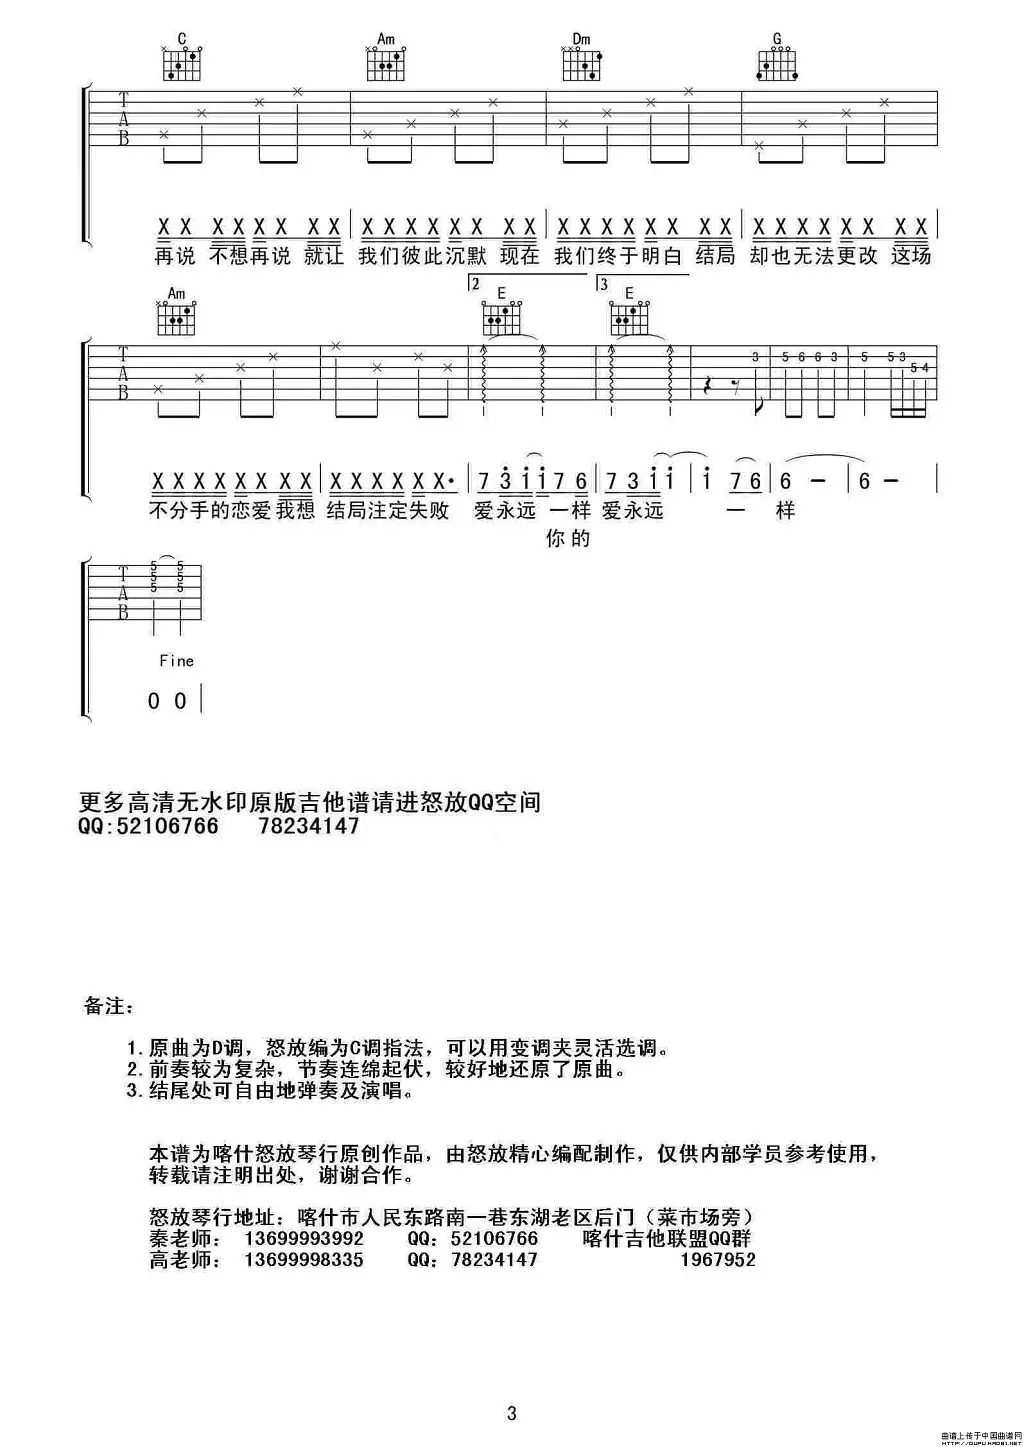 C Am Dm G
T A B
X X X X X X X X X X X X X X X X X X X X X X X X X X X X X X
再说 不想再说 就让 我们彼此沉默 现在 我们终于明白 结局 却也无法更改 这场
2 3
Am E E
T A B 3 5 6 6 3 5 5 3 5 4
X X X X X X X X X X X X X X X· 7 3 i i 7 6 7 3 i i i 7 6 6 - 6 -
不分手的恋爱我想 结局注定失败 爱永远 一样 爱永远 一 样
你的
T A B 5 5 5 5 5 5
Fine
0 0
更多高清无水印原版吉他谱请进怒放QQ空间
QQ:52106766 78234147
备注：
1.原曲为D调，怒放编为C调指法，可以用变调夹灵活选调。
2.前奏较为复杂，节奏连绵起伏，较好地还原了原曲。
3.结尾处可自由地弹奏及演唱。
本谱为喀什怒放琴行原创作品，由怒放精心编配制作，仅供内部学员参考使用，
转载请注明出处，谢谢合作。
怒放琴行地址：喀什市人民东路南一巷东湖老区后门（菜市场旁）
秦老师： 13699993992 QQ：52106766 喀什吉他联盟QQ群
高老师： 13699998335 QQ：78234147 1967952
3
曲谱上传于中国曲谱网
HTTP://QUPU.YUEQI.COM